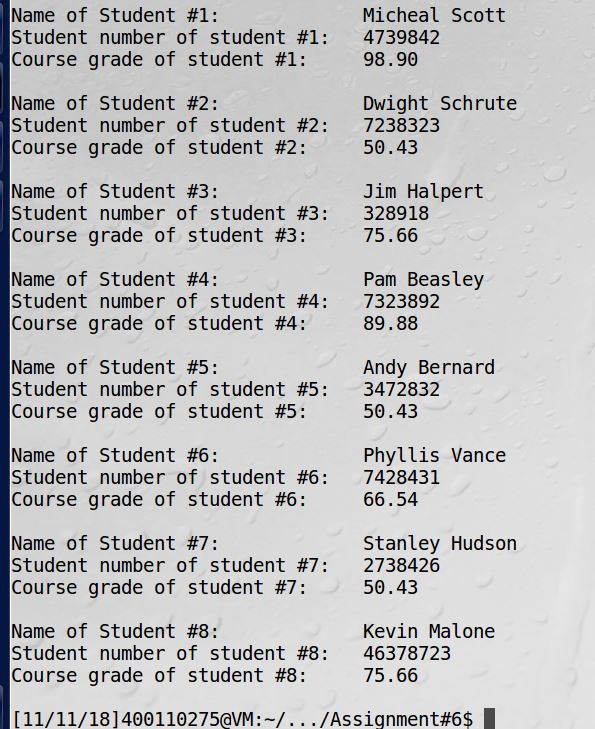 Name of Student #1: Micheal Scott
Student number of student #1: 4739842
Course grade of student #1: 98.90
Name of Student #2: Dwight Schrute
Student number of student #2: 7238323
Course grade of student #2: 50.43
Name of Student #3: Jim Halpert
Student number of student #3: 328918
Course grade of student #3: 75.66
Name of Student #4: Pam Beasley
Student number of student #4: 7323892
Course grade of student #4: 89.88
Name of Student #5: Andy Bernard
Student number of student #5: 3472832
Course grade of student #5: 50.43
Name of Student #6: Phyllis Vance
Student number of student #6: 7428431
Course grade of student #6: 66.54
Name of Student #7: Stanley Hudson
Student number of student #7: 2738426
Course grade of student #7: 50.43
Name of Student #8: Kevin Malone
Student number of student #8: 46378723
Course grade of student #8: 75.66
[11/11/18]400110275@VM:~/.../Assignment#6$